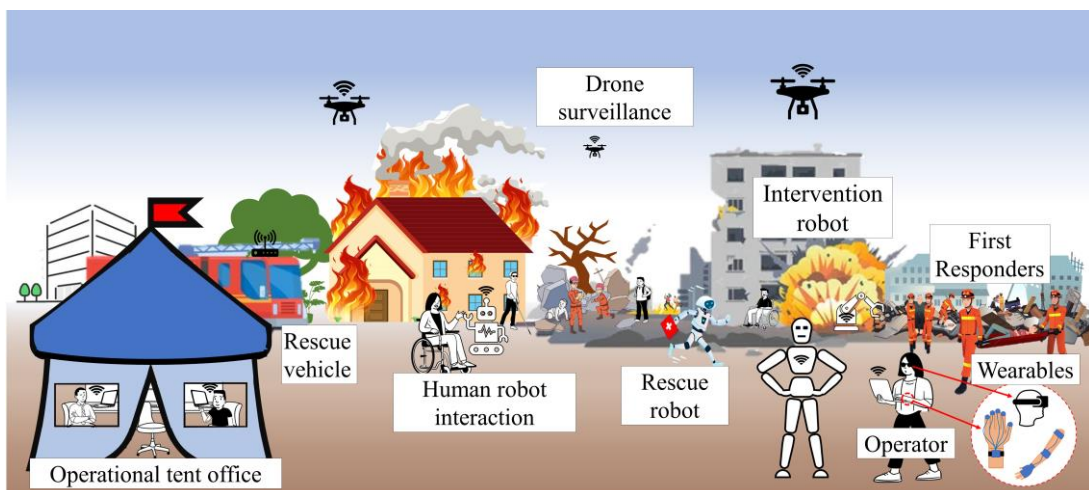 Drone
surveillance
Intervention
robot
First
Responders
Rescue
vehicle
Human robot
interaction
Rescue
robot
Wearables
Operator
Operational tent office